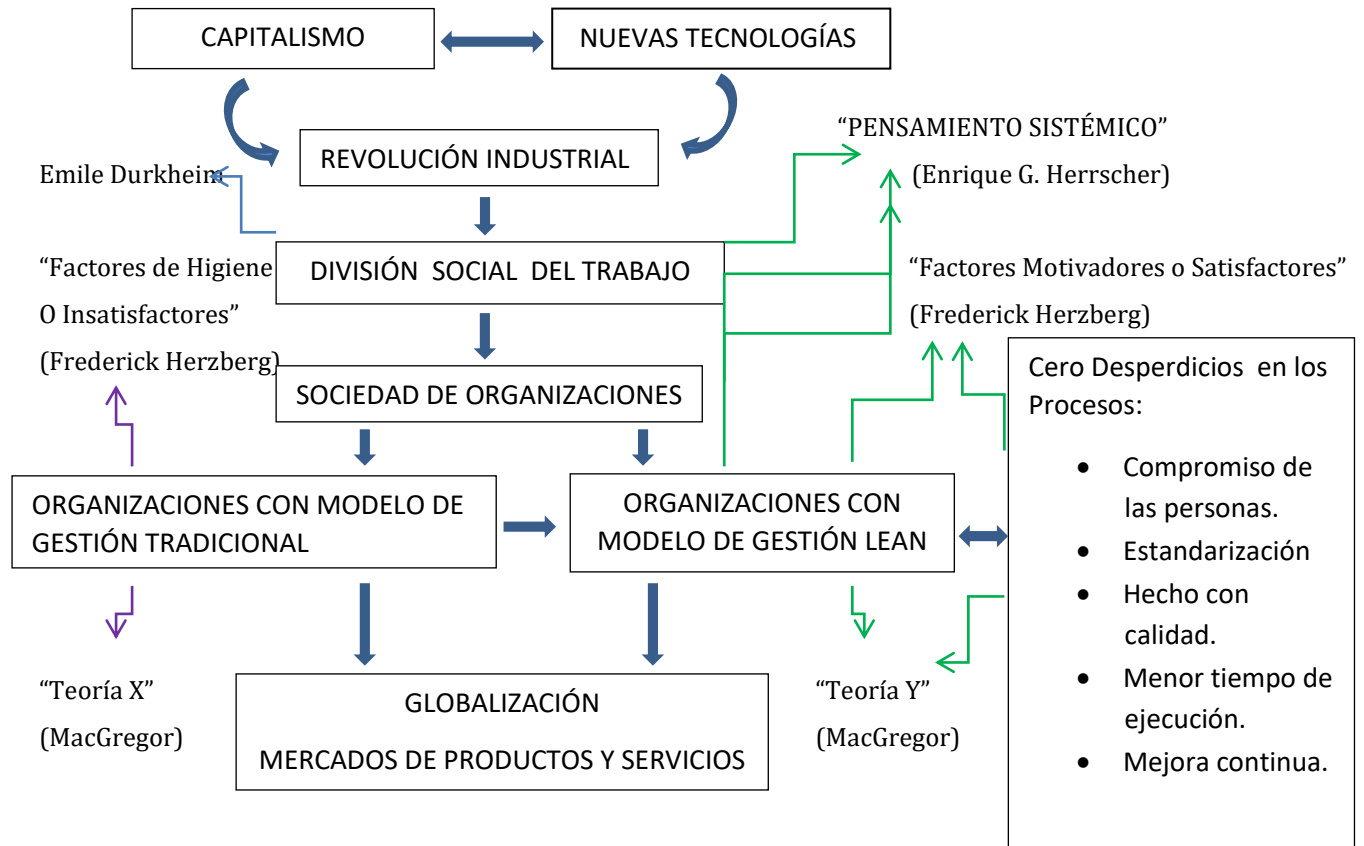 CAPITALISMO
NUEVAS TECNOLOGÍAS
“PENSAMIENTO SISTÉMICO”
(Enrique G. Herrscher)
REVOLUCIÓN INDUSTRIAL
Emile Durkheim
DIVISIÓN SOCIAL DEL TRABAJO
“Factores de Higiene
O Insatisfactores”
(Frederick Herzberg)
“Factores Motivadores o Satisfactores”
(Frederick Herzberg)
SOCIEDAD DE ORGANIZACIONES
Cero Desperdicios en los
Procesos:
• Compromiso de
las personas.
• Estandarización
• Hecho con
calidad.
• Menor tiempo de
ejecución.
• Mejora continua.
ORGANIZACIONES CON MODELO DE
GESTIÓN TRADICIONAL
ORGANIZACIONES CON
MODELO DE GESTIÓN LEAN
“Teoría X”
(MacGregor)
GLOBALIZACIÓN
MERCADOS DE PRODUCTOS Y SERVICIOS
“Teoría Y”
(MacGregor)